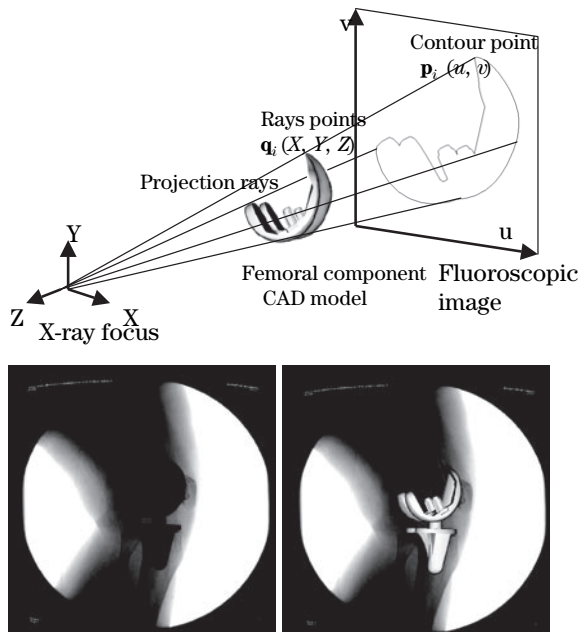 v
Contour point
p_i (u, v)
Rays points
q_i (X, Y, Z)
Projection rays
Y
u
Femoral component
CAD model
Fluoroscopic
image
Z
X
X-ray focus